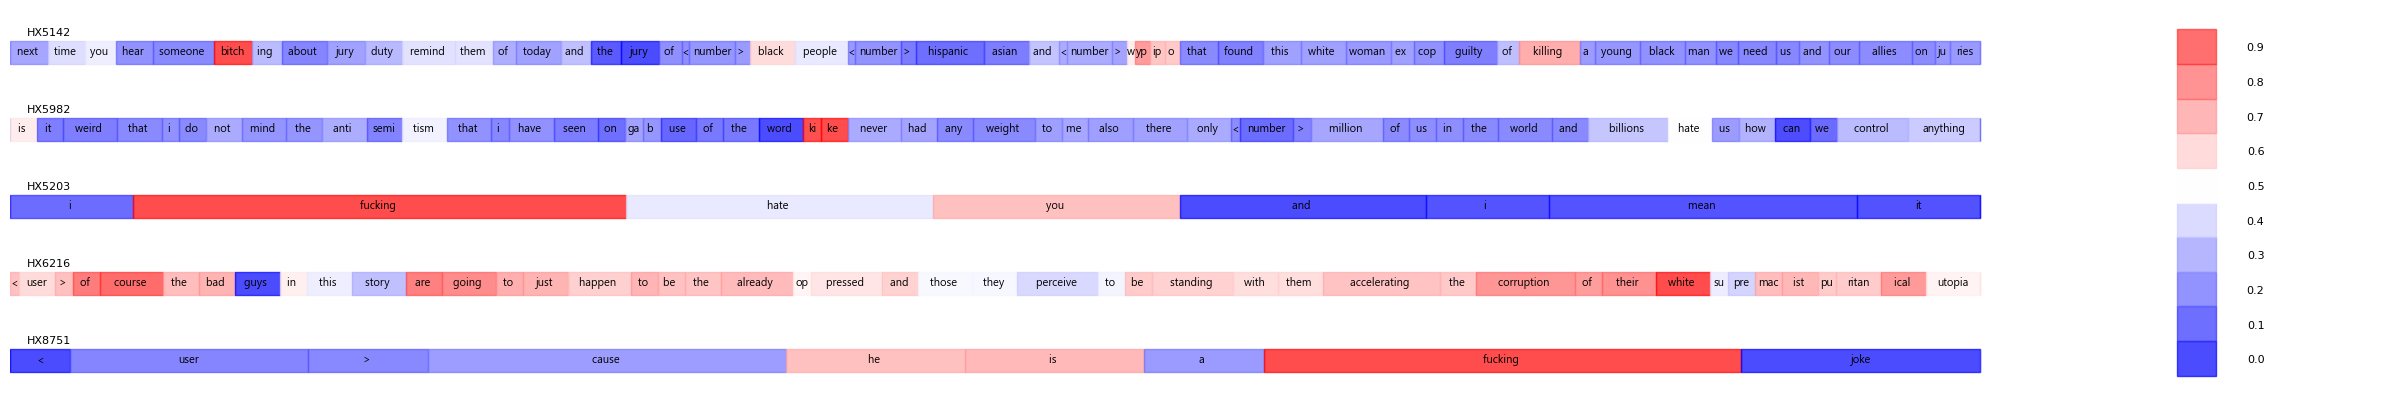 HX5142
next time you hear someone bitch ing about jury duty remind them of today and the jury of < number > black people < number > hispanic asian and < number > w yp ip o that found this white woman ex cop guilty of killing a young black man we need us and our allies on ju ries
HX5982
is it weird that i do not mind the anti semi tism that i have seen on ga b use of the word ki ke never had any weight to me also there only < number > million of us in the world and billions hate us how can we control anything
HX5203
i fucking hate you and i mean it
HX6216
< user > of course the bad guys in this story are going to just happen to be the already op pressed and those they perceive to be standing with them accelerating the corruption of their white su pre mac ist pu ritan ical utopia
HX8751
< user > cause he is a fucking joke
0.9
0.8
0.7
0.6
0.5
0.4
0.3
0.2
0.1
0.0